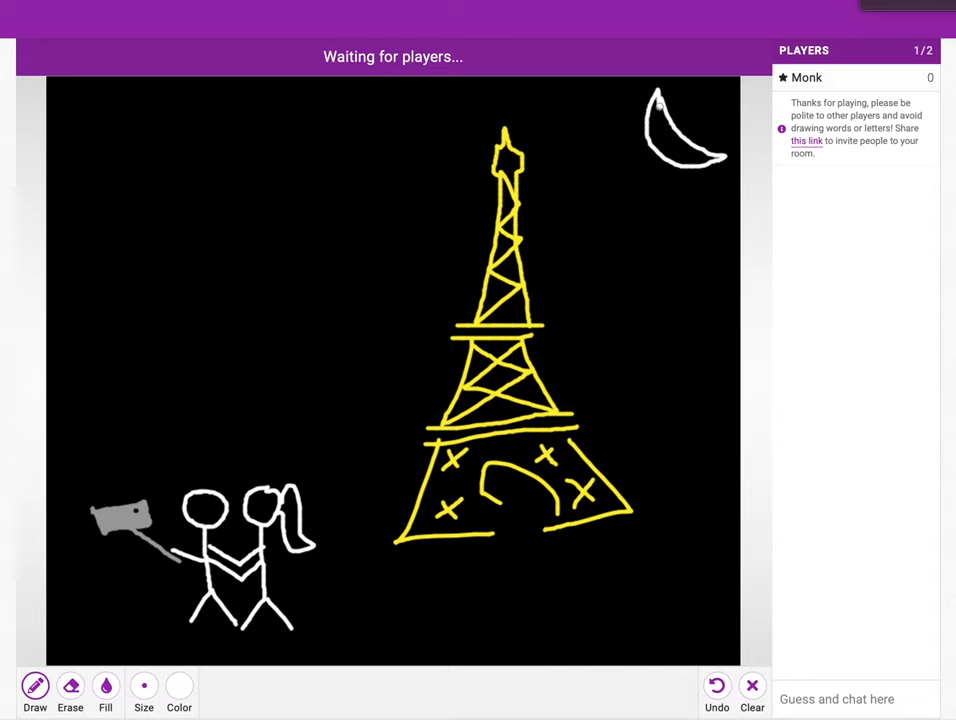 Waiting for players...
PLAYERS 1/2
★ Monk 0
Thanks for playing, please be
polite to other players and avoid
drawing words or letters! Share
this link to invite people to your
room.
Draw Erase Fill Size Color Undo Clear
Guess and chat here